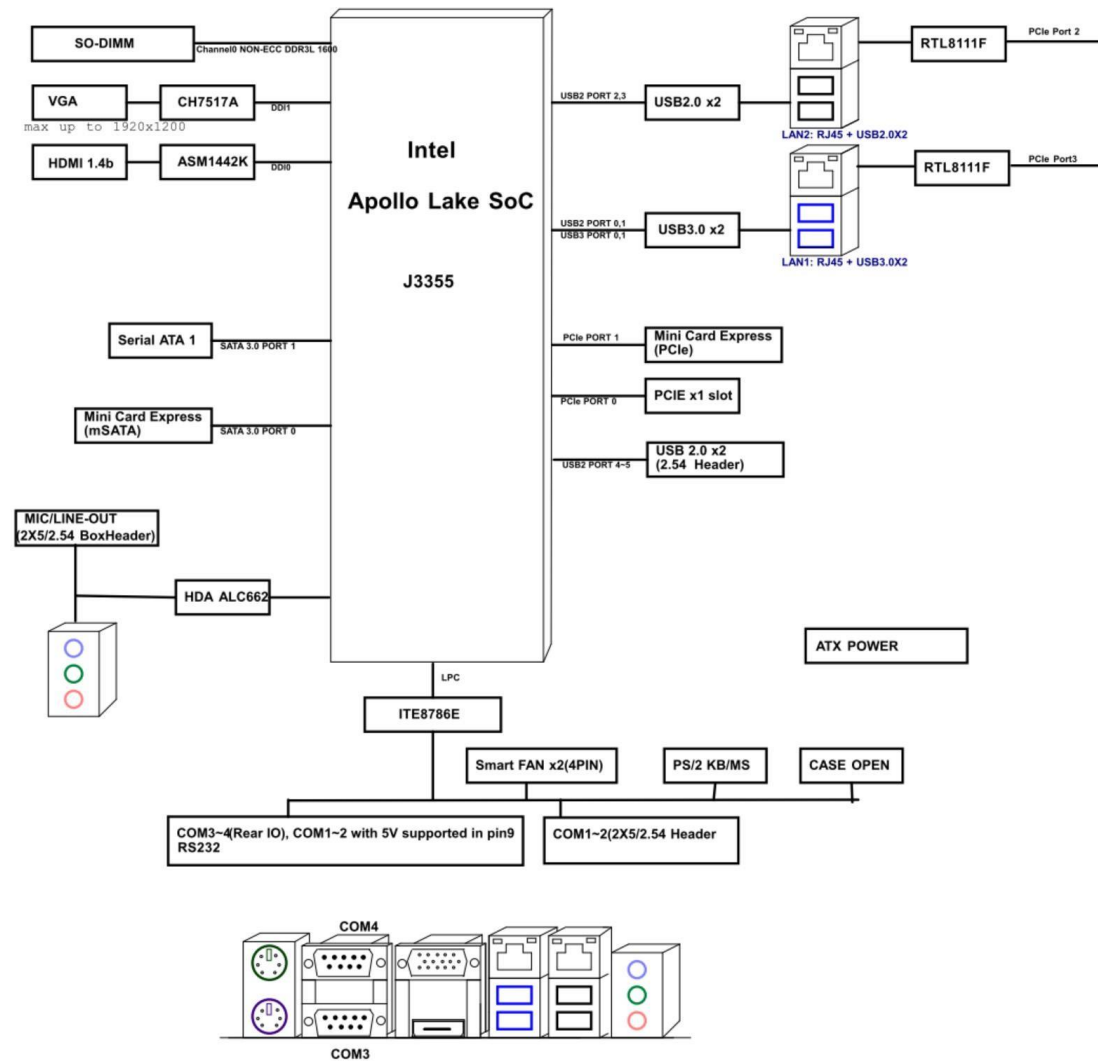 SO-DIMM
Channel0 NON-ECC DDR3L 1600
VGA
CH7517A
DDI1
max up to 1920x1200
HDMI 1.4b
ASM1442K
DDI0
Intel
Apollo Lake SoC
J3355
USB2 PORT 2,3
USB2.0 x2
RTL8111F
PCIe Port 2
LAN2: RJ45 + USB2.0X2
RTL8111F
PCIe Port3
USB2 PORT 0,1
USB3 PORT 0,1
USB3.0 x2
LAN1: RJ45 + USB3.0X2
Serial ATA 1
SATA 3.0 PORT 1
PCIe PORT 1
Mini Card Express
(PCIe)
PCIe PORT 0
PCIE x1 slot
Mini Card Express
(mSATA)
SATA 3.0 PORT 0
USB2 PORT 4~5
USB 2.0 x2
(2.54 Header)
MIC/LINE-OUT
(2X5/2.54 BoxHeader)
HDA ALC662
ATX POWER
LPC
ITE8786E
Smart FAN x2(4PIN)
PS/2 KB/MS
CASE OPEN
COM3~4(Rear IO), COM1~2 with 5V supported in pin9
RS232
COM1~2(2X5/2.54 Header
COM4
COM3